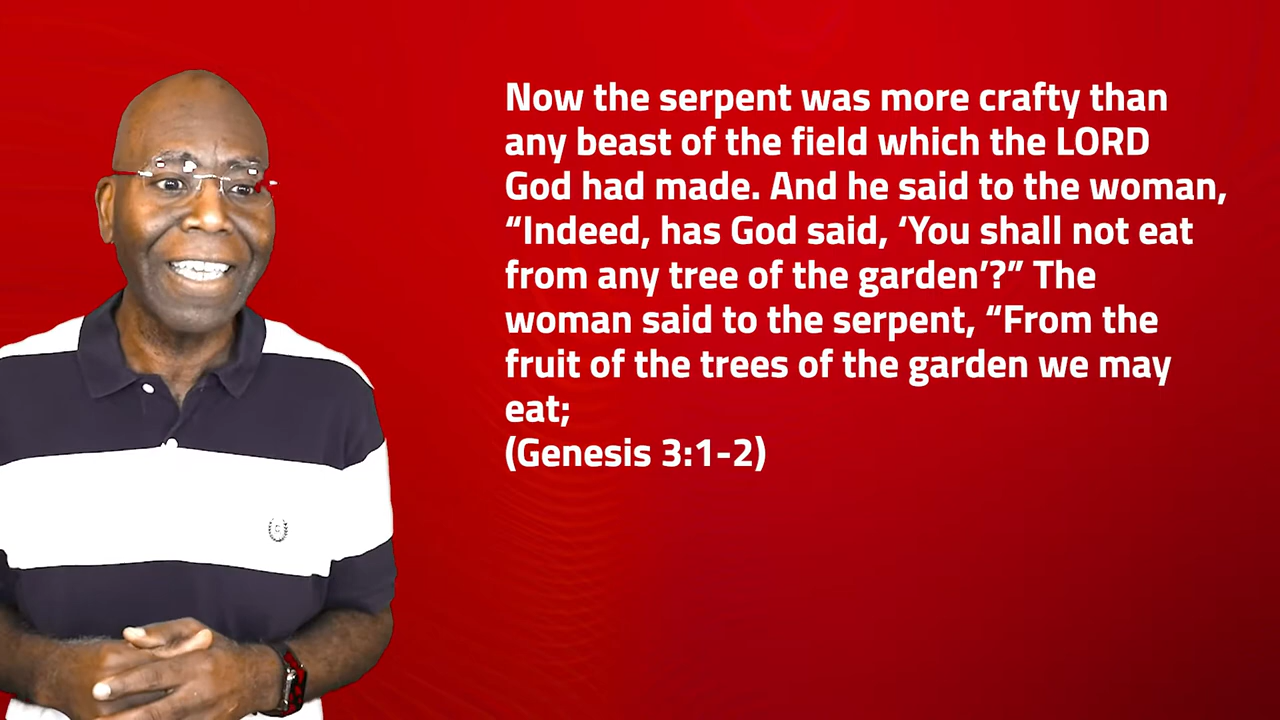 Now the serpent was more crafty than
any beast of the field which the LORD
God had made. And he said to the woman,
“Indeed, has God said, ‘You shall not eat
from any tree of the garden’?” The
woman said to the serpent, “From the
fruit of the trees of the garden we may
eat;
(Genesis 3:1-2)